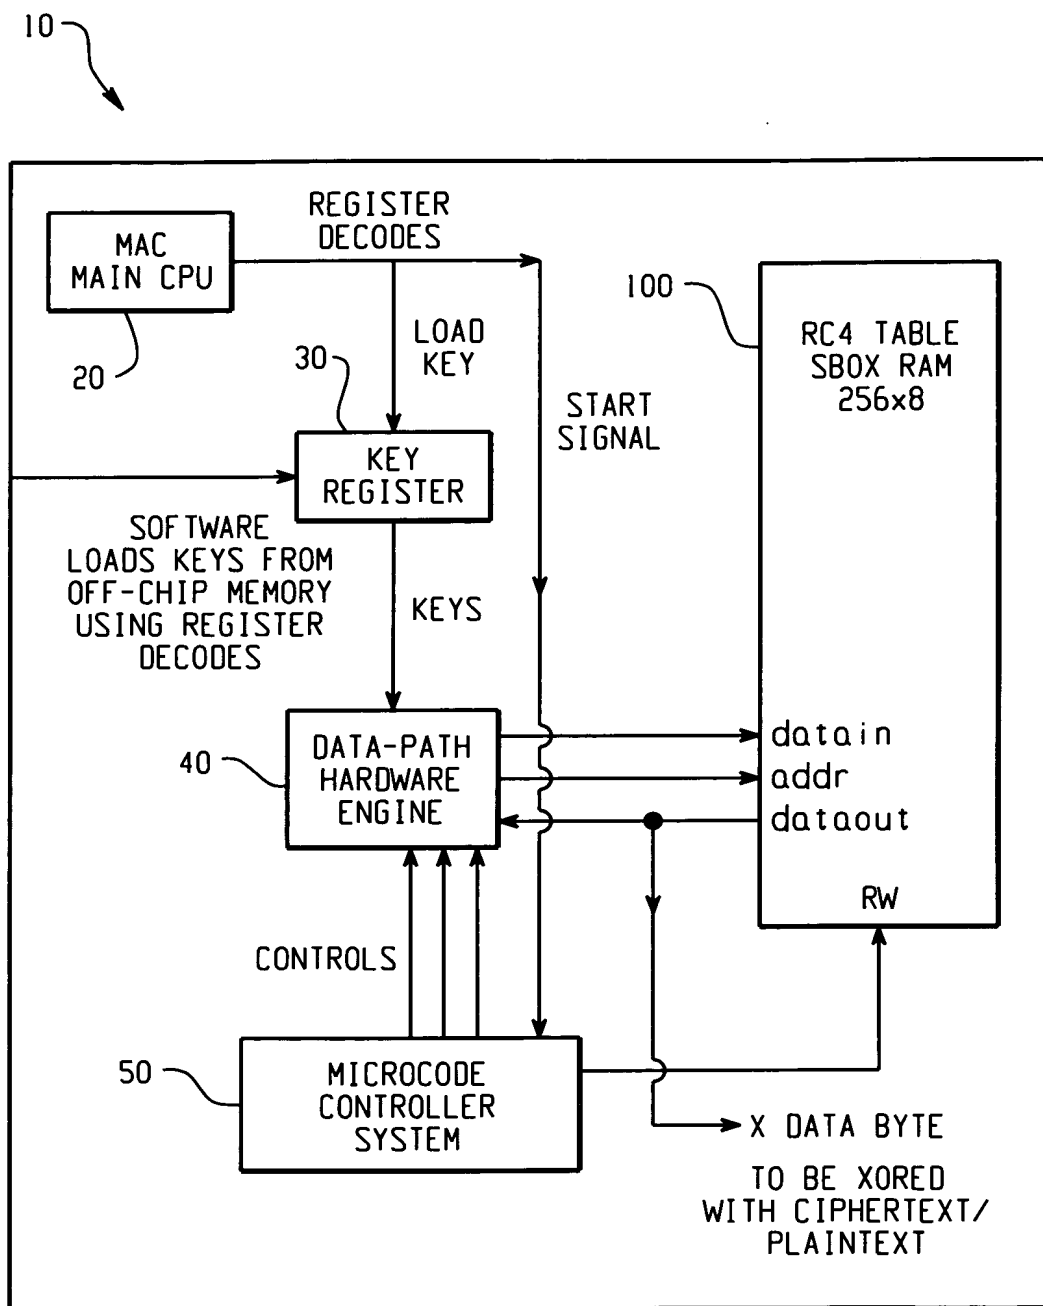 10
REGISTER
DECODES
MAC
MAIN CPU
20
LOAD
KEY
30
KEY
REGISTER
START
SIGNAL
100
RC4 TABLE
SBOX RAM
256x8
SOFTWARE
LOADS KEYS FROM
OFF-CHIP MEMORY
USING REGISTER
DECODES
KEYS
40
DATA-PATH
HARDWARE
ENGINE
datain
addr
dataout
RW
CONTROLS
50
MICROCODE
CONTROLLER
SYSTEM
X DATA BYTE
TO BE XORED
WITH CIPHERTEXT/
PLAINTEXT